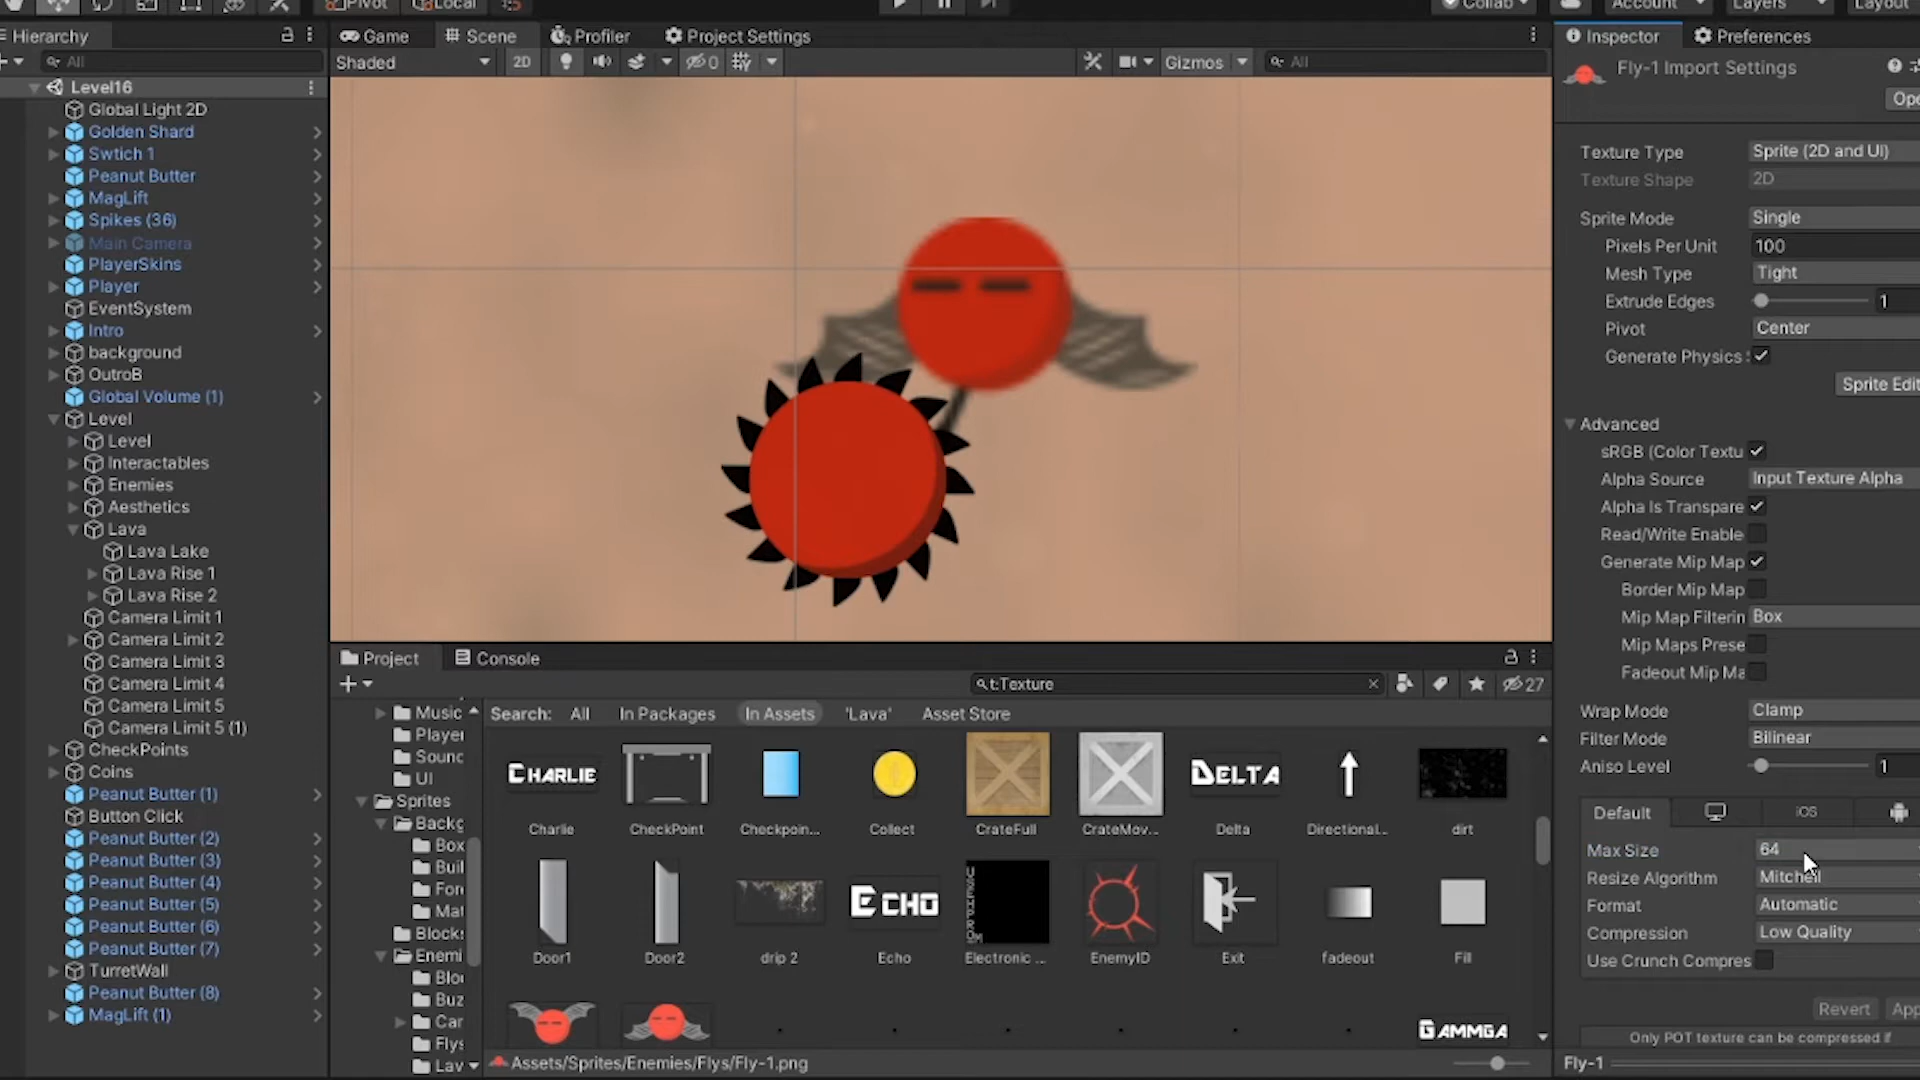 Pivot Local Collab Account Layers Layout
Hierarchy Game Scene Profiler Project Settings Inspector Preferences
All Shaded 2D 0 Gizmos All Fly-1 Import Settings
Level16
Global Light 2D
Golden Shard
Swtich 1
Peanut Butter
MagLift
Spikes (36)
Main Camera
PlayerSkins
Player
EventSystem
Intro
background
OutroB
Global Volume (1)
Level
Level
Interactables
Enemies
Aesthetics
Lava
Lava Lake
Lava Rise 1
Lava Rise 2
Camera Limit 1
Camera Limit 2
Camera Limit 3
Camera Limit 4
Camera Limit 5
Camera Limit 5 (1)
CheckPoints
Coins
Peanut Butter (1)
Button Click
Peanut Butter (2)
Peanut Butter (3)
Peanut Butter (4)
Peanut Butter (5)
Peanut Butter (6)
Peanut Butter (7)
TurretWall
Peanut Butter (8)
MagLift (1)
Project Console
t:Texture 27
Search: All In Packages In Assets 'Lava' Asset Store
Music
Player
Sound
UI
Sprites
Backg
Box
Buil
For
Mat
Blocks
Enemi
Blo
Buz
Car
Flys
Lav
CHARLIE DELTA
Charlie CheckPoint Checkpoin... Collect CrateFull CrateMov... Delta Directional... dirt
ECHO
Door1 Door2 drip 2 Echo Electronic ... EnemyID Exit fadeout Fill
GAMMGA
Assets/Sprites/Enemies/Flys/Fly-1.png
Ope
Texture Type Sprite (2D and UI)
Texture Shape 2D
Sprite Mode Single
Pixels Per Unit 100
Mesh Type Tight
Extrude Edges 1
Pivot Center
Generate Physics
Sprite Edit
Advanced
sRGB (Color Textu
Alpha Source Input Texture Alpha
Alpha Is Transpare
Read/Write Enable
Generate Mip Map
Border Mip Map
Mip Map Filterin Box
Mip Maps Prese
Fadeout Mip Ma
Wrap Mode Clamp
Filter Mode Bilinear
Aniso Level 1
Default iOS
Max Size 64
Resize Algorithm Mitchell
Format Automatic
Compression Low Quality
Use Crunch Compres
Revert App
Only POT texture can be compressed if
Fly-1